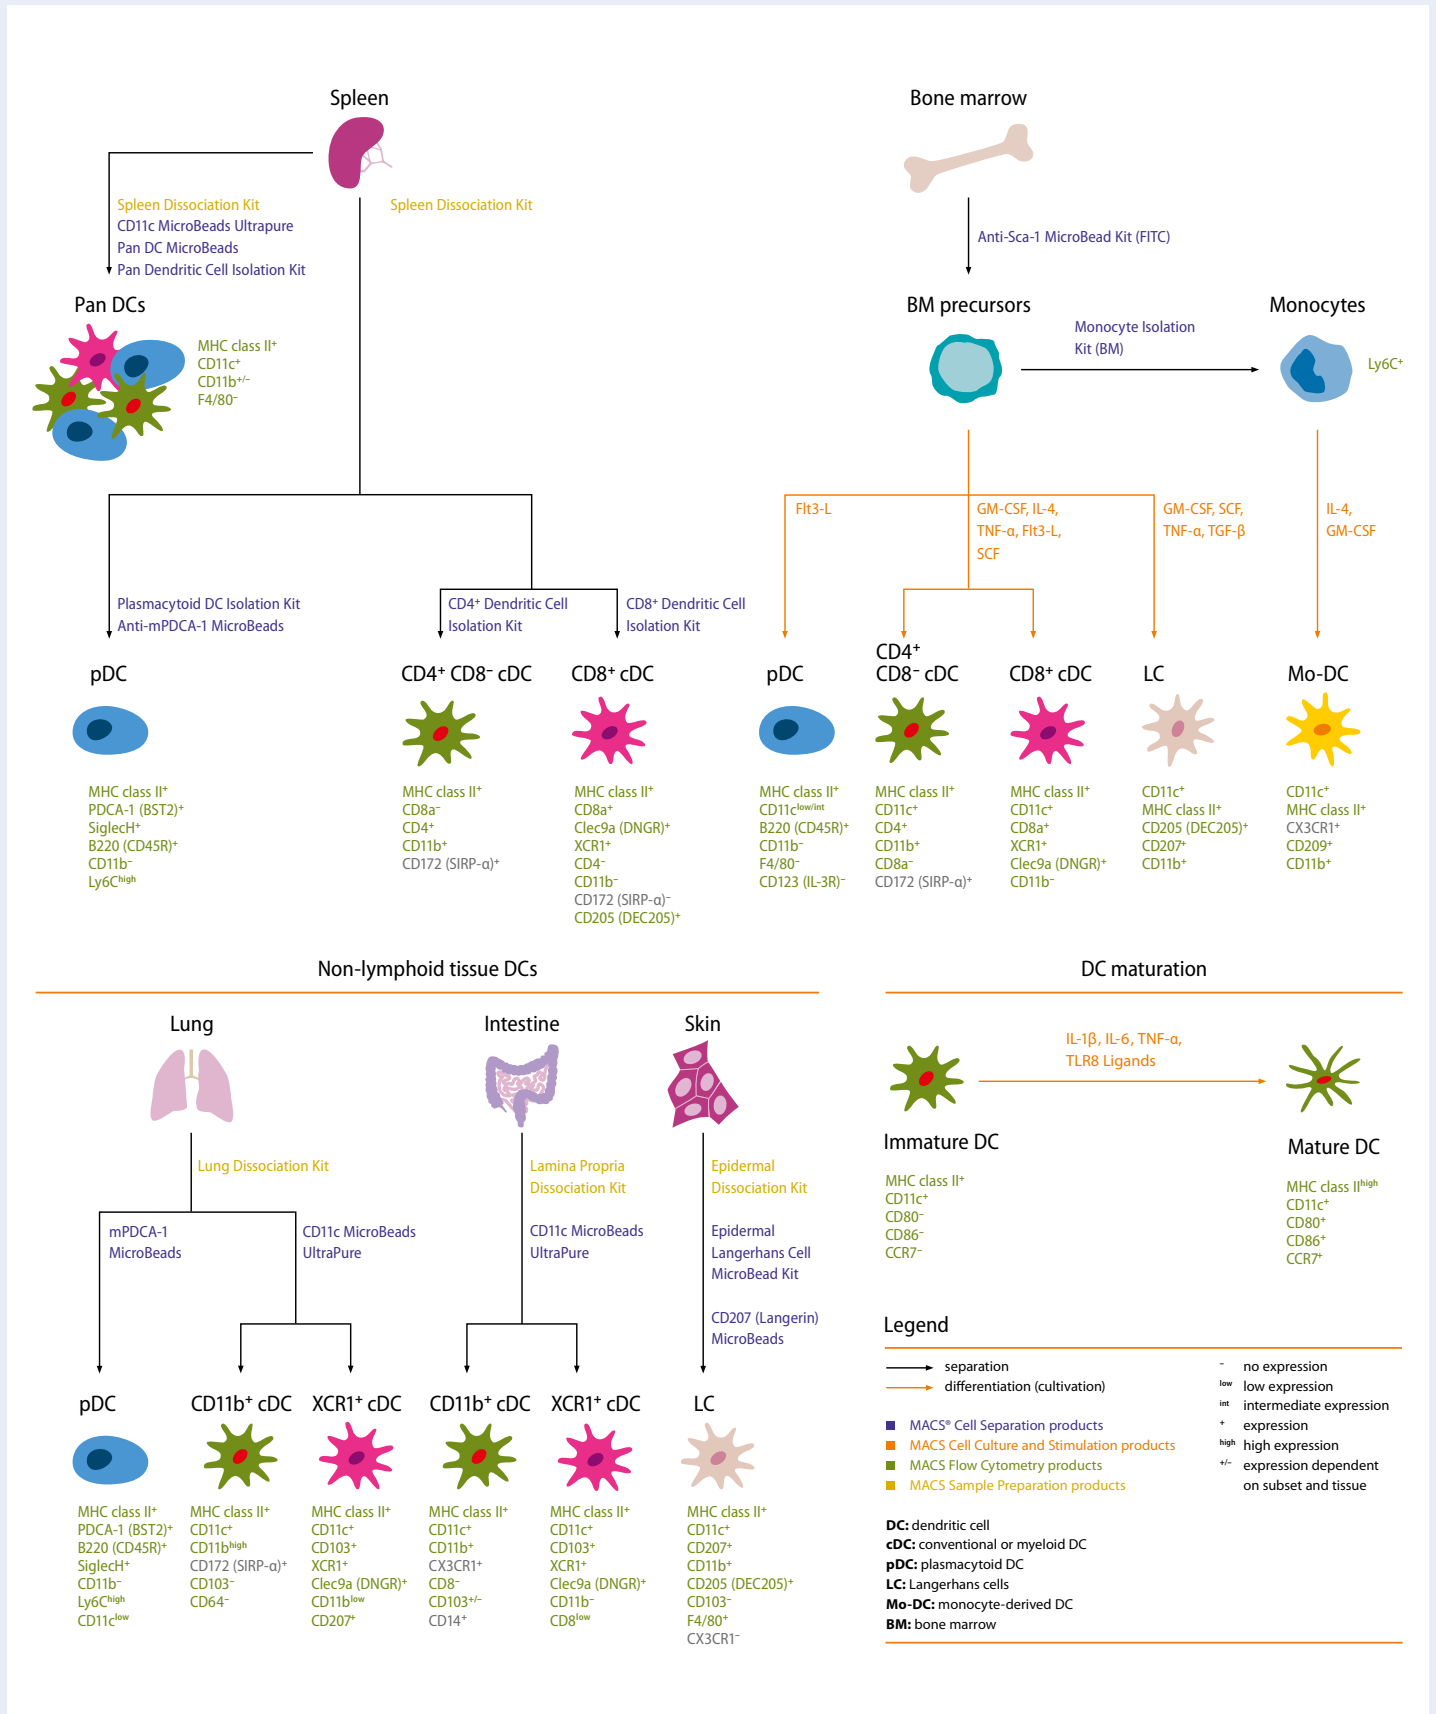 Spleen
Spleen Dissociation Kit
CD11c MicroBeads Ultrapure
Pan DC MicroBeads
Pan Dendritic Cell Isolation Kit
Spleen Dissociation Kit
Pan DCs
MHC class II⁺
CD11c⁺
CD11b⁺/⁻
F4/80⁻
Plasmacytoid DC Isolation Kit
Anti-mPDCA-1 MicroBeads
CD4⁺ Dendritic Cell
Isolation Kit
CD8⁺ Dendritic Cell
Isolation Kit
pDC
MHC class II⁺
PDCA-1 (BST2)⁺
SiglecH⁺
B220 (CD45R)⁺
CD11b⁻
Ly6Cʰⁱᵍʰ
CD4⁺ CD8⁻ cDC
MHC class II⁺
CD8a⁻
CD4⁺
CD11b⁺
CD172 (SIRP-α)⁺
CD8⁺ cDC
MHC class II⁺
CD8a⁺
Clec9a (DNGR)⁺
XCR1⁺
CD4⁻
CD11b⁻
CD172 (SIRP-α)⁻
CD205 (DEC205)⁺
Bone marrow
Anti-Sca-1 MicroBead Kit (FITC)
BM precursors
Monocyte Isolation
Kit (BM)
Monocytes
Ly6C⁺
Flt3-L
GM-CSF, IL-4,
TNF-α, Flt3-L,
SCF
GM-CSF, SCF,
TNF-α, TGF-β
IL-4,
GM-CSF
pDC
MHC class II⁺
CD11cˡᵒʷ/ⁱⁿᵗ
B220 (CD45R)⁺
CD11b⁻
F4/80⁻
CD123 (IL-3R)⁻
CD4⁺
CD8⁻ cDC
MHC class II⁺
CD11c⁺
CD4⁺
CD11b⁺
CD8a⁻
CD172 (SIRP-α)⁺
CD8⁺ cDC
MHC class II⁺
CD11c⁺
CD8a⁺
XCR1⁺
Clec9a (DNGR)⁺
CD11b⁻
LC
CD11c⁺
MHC class II⁺
CD205 (DEC205)⁺
CD207⁺
CD11b⁺
Mo-DC
CD11c⁺
MHC class II⁺
CX3CR1⁺
CD209⁺
CD11b⁺
Non-lymphoid tissue DCs
Lung
Lung Dissociation Kit
mPDCA-1
MicroBeads
CD11c MicroBeads
UltraPure
Intestine
Lamina Propria
Dissociation Kit
CD11c MicroBeads
UltraPure
Skin
Epidermal
Dissociation Kit
Epidermal
Langerhans Cell
MicroBead Kit
CD207 (Langerin)
MicroBeads
pDC
MHC class II⁺
PDCA-1 (BST2)⁺
B220 (CD45R)⁺
SiglecH⁺
CD11b⁻
Ly6Cʰⁱᵍʰ
CD11cˡᵒʷ
CD11b⁺ cDC
MHC class II⁺
CD11c⁺
CD11bʰⁱᵍʰ
CD172 (SIRP-α)⁺
CD103⁻
CD64⁻
XCR1⁺ cDC
MHC class II⁺
CD11c⁺
CD103⁺
XCR1⁺
Clec9a (DNGR)⁺
CD11bˡᵒʷ
CD207⁺
CD11b⁺ cDC
MHC class II⁺
CD11c⁺
CD11b⁺
CX3CR1⁺
CD8⁻
CD103⁺/⁻
CD14⁺
XCR1⁺ cDC
MHC class II⁺
CD11c⁺
CD103⁺
XCR1⁺
Clec9a (DNGR)⁺
CD11b⁻
CD8ˡᵒʷ
LC
MHC class II⁺
CD11c⁺
CD207⁺
CD11b⁺
CD205 (DEC205)⁺
CD103⁻
F4/80⁺
CX3CR1⁻
DC maturation
IL-1β, IL-6, TNF-α,
TLR8 Ligands
Immature DC
MHC class II⁺
CD11c⁺
CD80⁻
CD86⁻
CCR7⁻
Mature DC
MHC class IIʰⁱᵍʰ
CD11c⁺
CD80⁺
CD86⁺
CCR7⁺
Legend
separation
differentiation (cultivation)
MACS® Cell Separation products
MACS Cell Culture and Stimulation products
MACS Flow Cytometry products
MACS Sample Preparation products
⁻ no expression
ˡᵒʷ low expression
ⁱⁿᵗ intermediate expression
⁺ expression
ʰⁱᵍʰ high expression
⁺/⁻ expression dependent
on subset and tissue
DC: dendritic cell
cDC: conventional or myeloid DC
pDC: plasmacytoid DC
LC: Langerhans cells
Mo-DC: monocyte-derived DC
BM: bone marrow